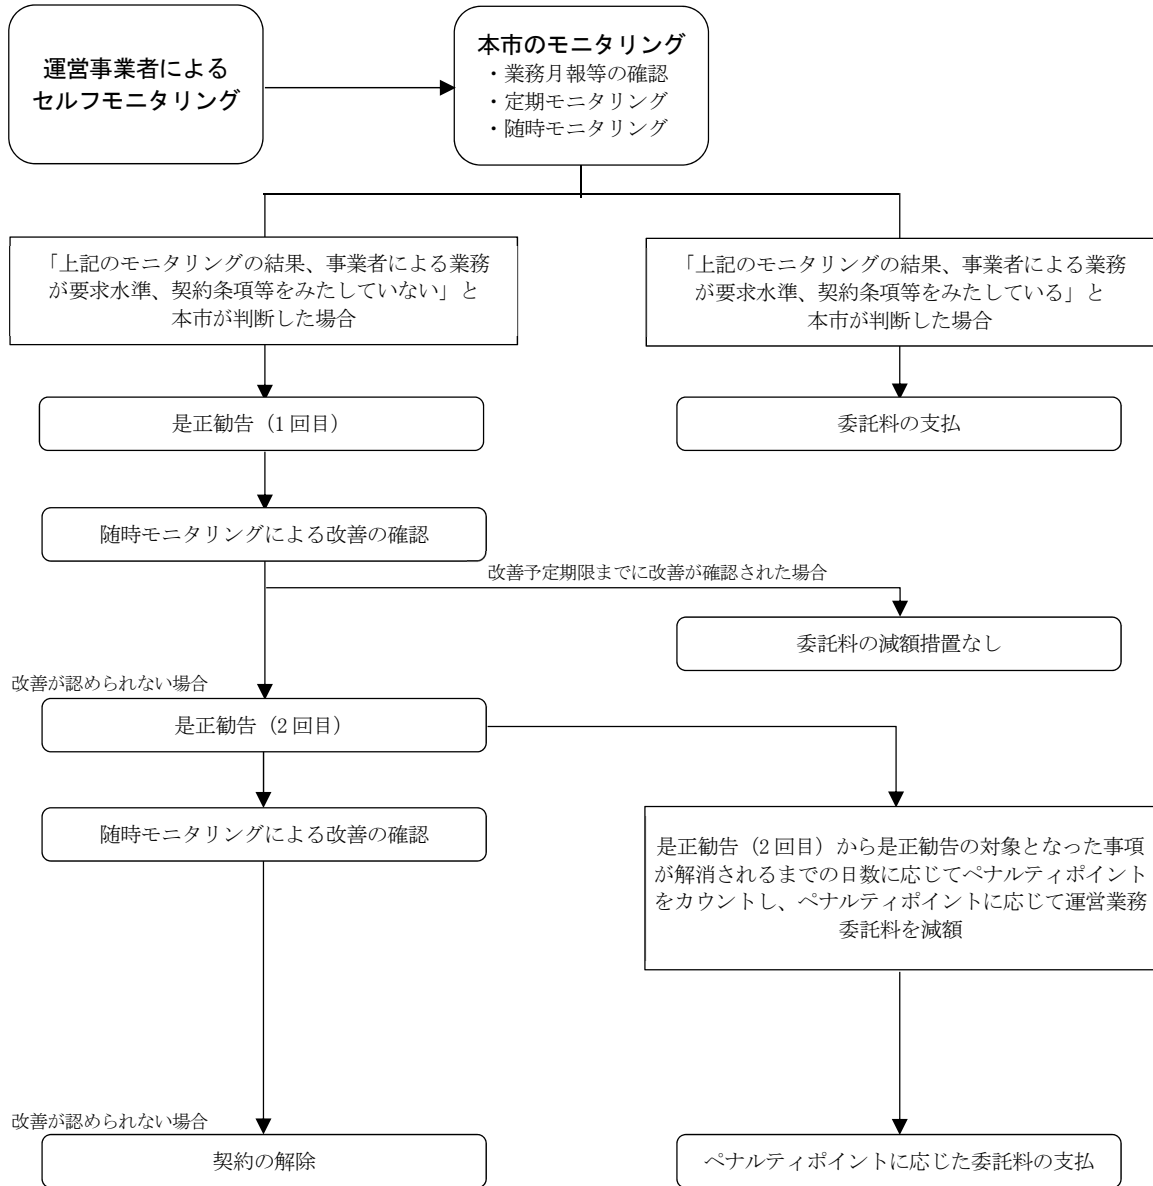 運営事業者による
セルフモニタリング
本市のモニタリング
・業務月報等の確認
・定期モニタリング
・随時モニタリング
「上記のモニタリングの結果、事業者による業務
が要求水準、契約条項等をみたしていない」と
本市が判断した場合
「上記のモニタリングの結果、事業者による業務
が要求水準、契約条項等をみたしている」と
本市が判断した場合
是正勧告（1回目）
委託料の支払
随時モニタリングによる改善の確認
改善予定期限までに改善が確認された場合
委託料の減額措置なし
改善が認められない場合
是正勧告（2回目）
随時モニタリングによる改善の確認
是正勧告（2回目）から是正勧告の対象となった事項
が解消されるまでの日数に応じてペナルティポイント
をカウントし、ペナルティポイントに応じて運営業務
委託料を減額
改善が認められない場合
契約の解除
ペナルティポイントに応じた委託料の支払